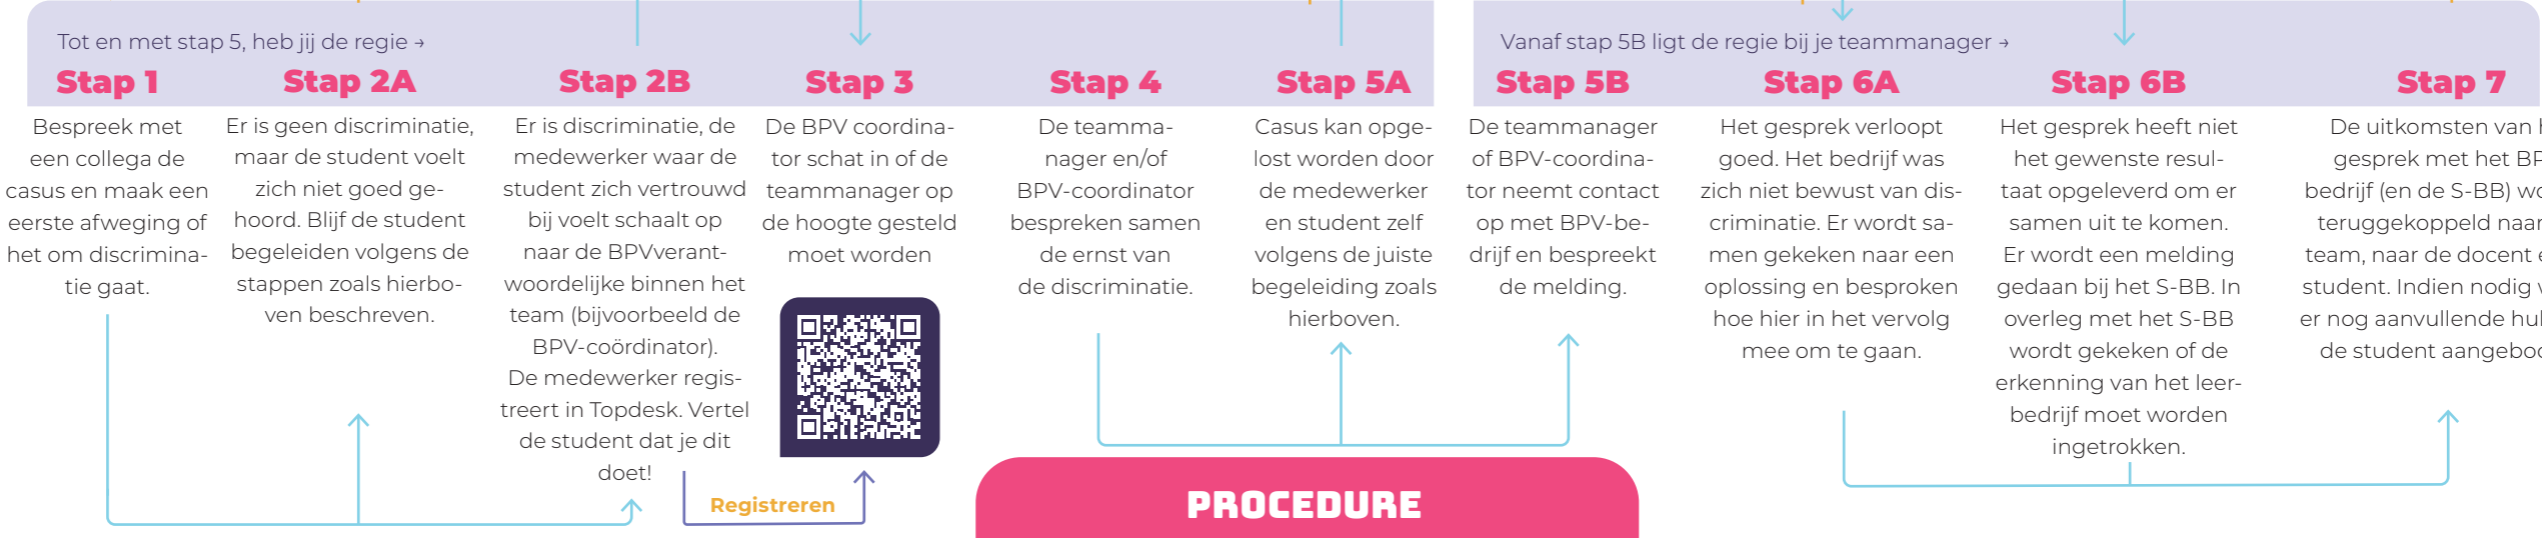 Tot en met stap 5, heb jij de regie →
Stap 1
Bespreek met
een collega de
casus en maak een
eerste afweging of
het om discrimina-
tie gaat.
Stap 2A
Er is geen discriminatie,
maar de student voelt
zich niet goed ge-
hoord. Blijf de student
begeleiden volgens de
stappen zoals hierbo-
ven beschreven.
Stap 2B
Er is discriminatie, de
medewerker waar de
student zich vertrouwd
bij voelt schaalt op
naar de BPVverant-
woordelijke binnen het
team (bijvoorbeeld de
BPV-coördinator).
De medewerker regis-
treert in Topdesk. Vertel
de student dat je dit
doet!
Registreren
Stap 3
De BPV coordina-
tor schat in of de
teammanager op
de hoogte gesteld
moet worden
Stap 4
De teamma-
nager en/of
BPV-coordinator
bespreken samen
de ernst van
de discriminatie.
Stap 5A
Casus kan opge-
lost worden door
de medewerker
en student zelf
volgens de juiste
begeleiding zoals
hierboven.
Vanaf stap 5B ligt de regie bij je teammanager →
Stap 5B
De teammanager
of BPV-coordina-
tor neemt contact
op met BPV-be-
drijf en bespreekt
de melding.
Stap 6A
Het gesprek verloopt
goed. Het bedrijf was
zich niet bewust van dis-
criminatie. Er wordt sa-
men gekeken naar een
oplossing en besproken
hoe hier in het vervolg
mee om te gaan.
Stap 6B
Het gesprek heeft niet
het gewenste resul-
taat opgeleverd om er
samen uit te komen.
Er wordt een melding
gedaan bij het S-BB. In
overleg met het S-BB
wordt gekeken of de
erkenning van het leer-
bedrijf moet worden
ingetrokken.
Stap 7
De uitkomsten van
gesprek met het
bedrijf (en de S-BB)
teruggekoppeld naar
team, naar de docent
student. Indien nodig
er nog aanvullende
de student
PROCEDURE